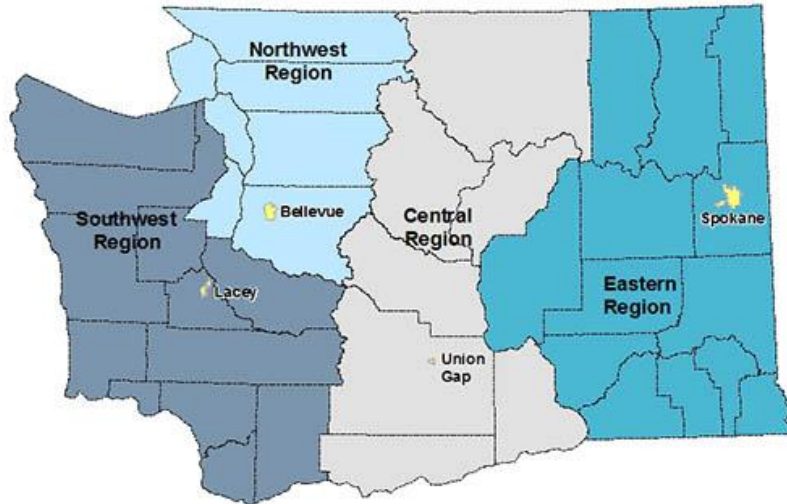 Northwest
Region
Southwest
Region
Bellevue
Central
Region
Spokane
Lacey
Eastern
Region
Union
Gap